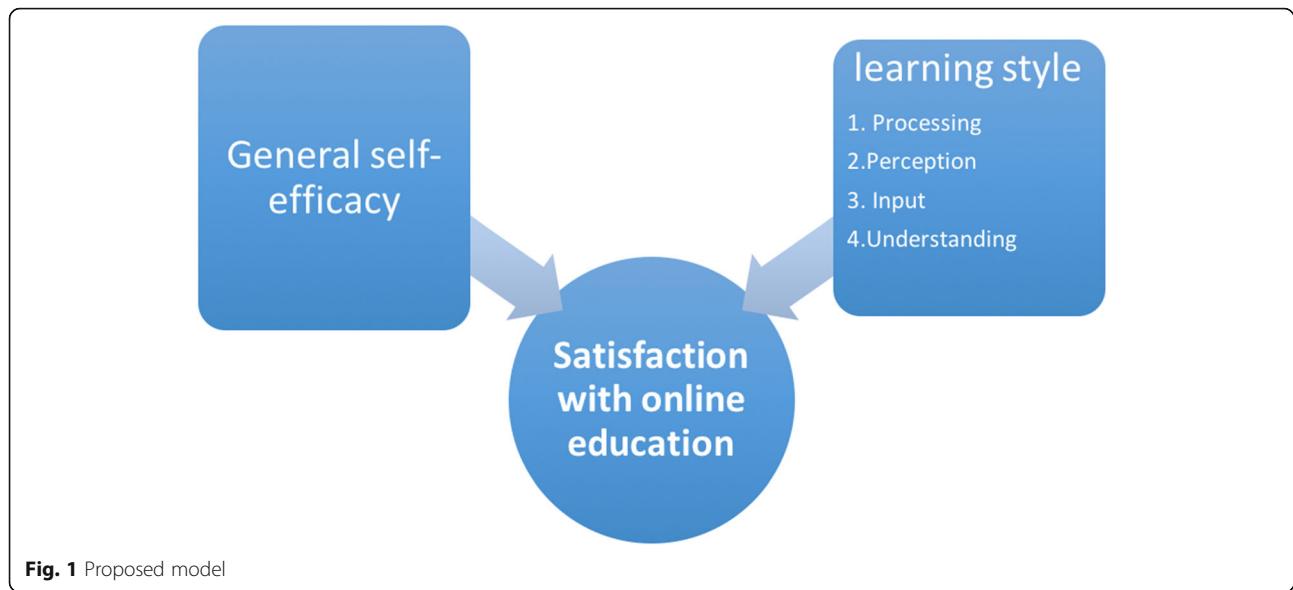 General self-
efficacy
learning style
1. Processing
2.Perception
3. Input
4.Understanding
Satisfaction
with online
education
Fig. 1 Proposed model